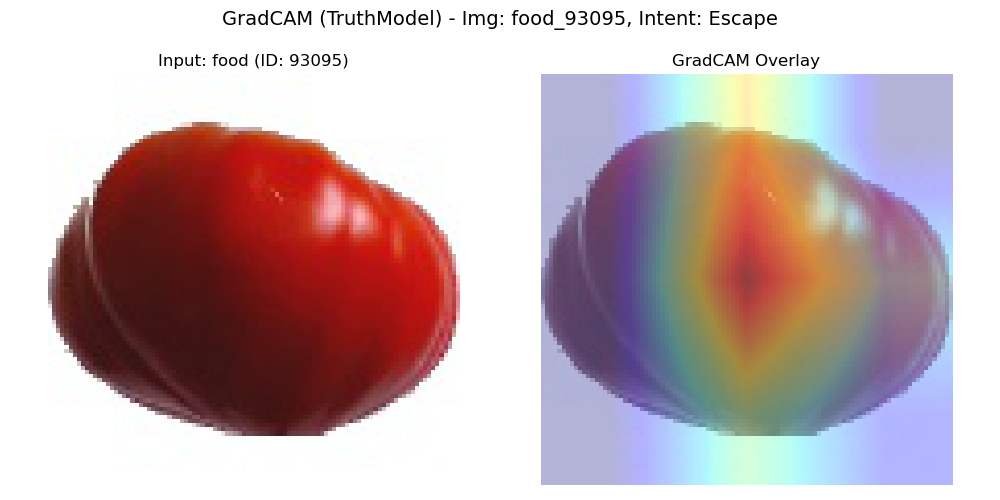 GradCAM (TruthModel) - Img: food_93095, Intent: Escape
Input: food (ID: 93095)
GradCAM Overlay